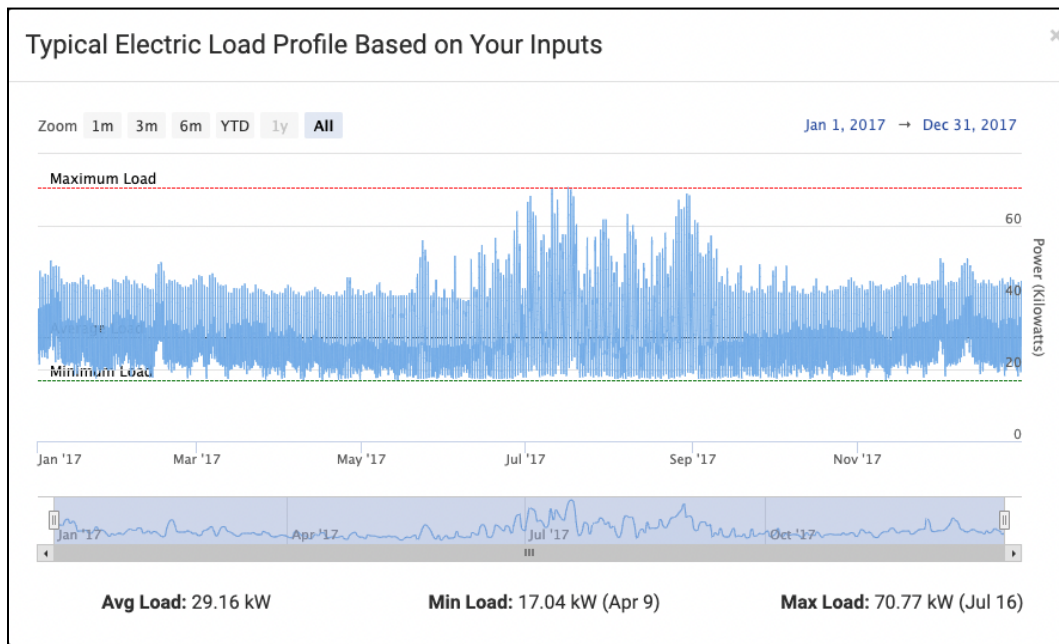 Typical Electric Load Profile Based on Your Inputs
×
Zoom 1m 3m 6m YTD 1y All
Jan 1, 2017 → Dec 31, 2017
Maximum Load
60
40
Average Load
20
Minimum Load
0
Power (Kilowatts)
Jan '17 Mar '17 May '17 Jul '17 Sep '17 Nov '17
Jan '17 Apr '17 Jul '17 Oct '17
Avg Load: 29.16 kW Min Load: 17.04 kW (Apr 9) Max Load: 70.77 kW (Jul 16)